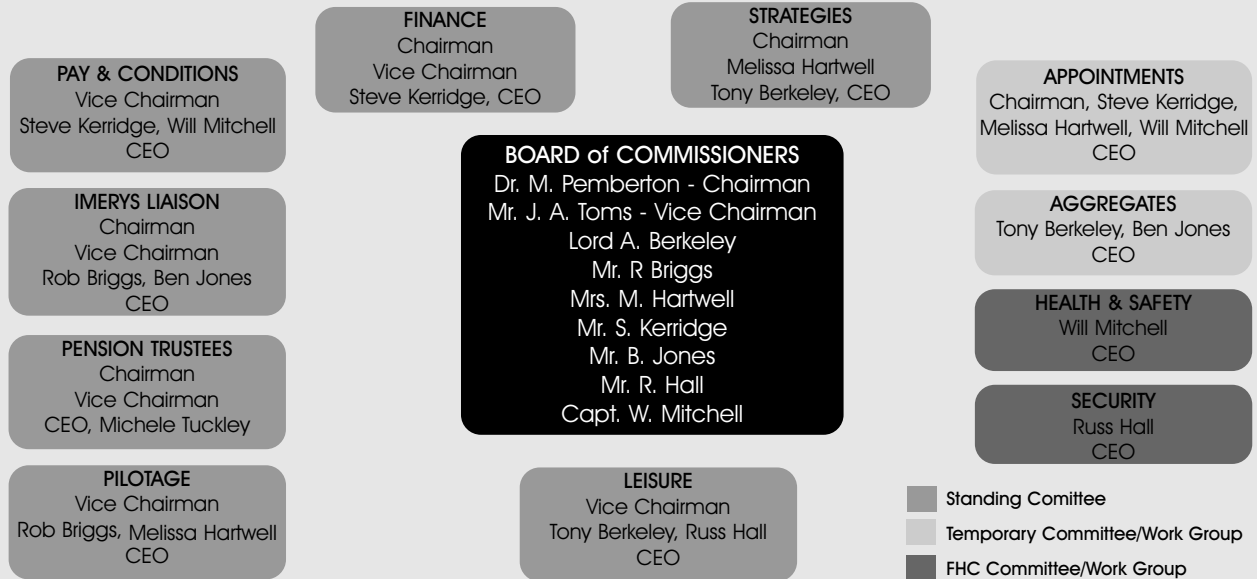 FINANCE
Chairman
Vice Chairman
Steve Kerridge, CEO
STRATEGIES
Chairman
Melissa Hartwell
Tony Berkeley, CEO
PAY & CONDITIONS
Vice Chairman
Steve Kerridge, Will Mitchell
CEO
APPOINTMENTS
Chairman, Steve Kerridge,
Melissa Hartwell, Will Mitchell
CEO
BOARD of COMMISSIONERS
Dr. M. Pemberton - Chairman
Mr. J. A. Toms - Vice Chairman
Lord A. Berkeley
Mr. R Briggs
Mrs. M. Hartwell
Mr. S. Kerridge
Mr. B. Jones
Mr. R. Hall
Capt. W. Mitchell
IMERYS LIAISON
Chairman
Vice Chairman
Rob Briggs, Ben Jones
CEO
AGGREGATES
Tony Berkeley, Ben Jones
CEO
HEALTH & SAFETY
Will Mitchell
CEO
PENSION TRUSTEES
Chairman
Vice Chairman
CEO, Michele Tuckley
SECURITY
Russ Hall
CEO
PILOTAGE
Vice Chairman
Rob Briggs, Melissa Hartwell
CEO
LEISURE
Vice Chairman
Tony Berkeley, Russ Hall
CEO
Standing Comittee
Temporary Committee/Work Group
FHC Committee/Work Group